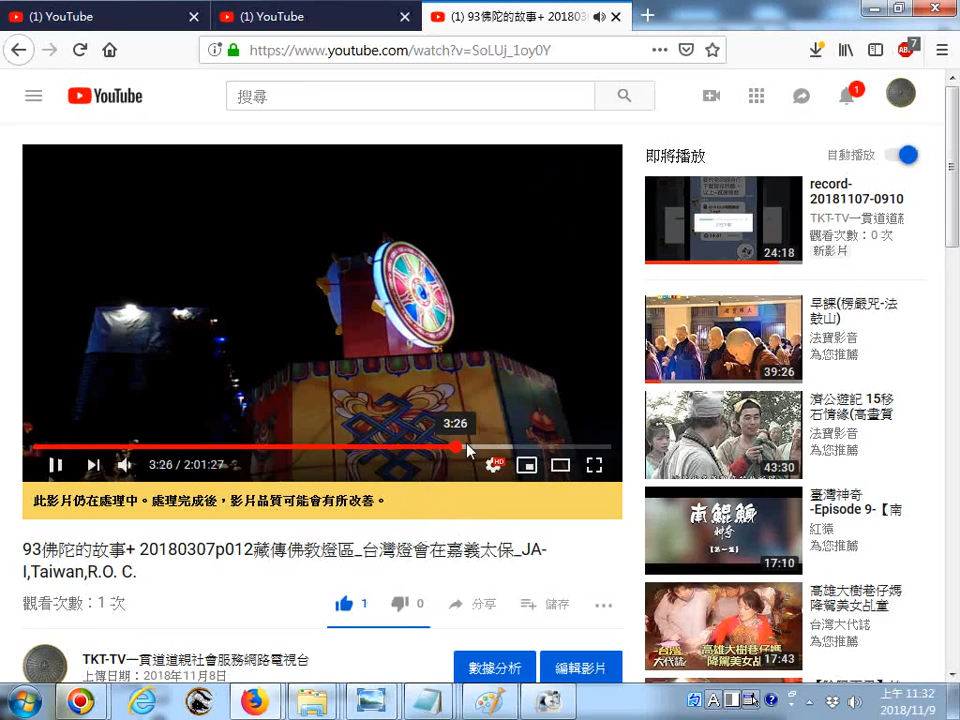 (1) YouTube
(1) YouTube
(1) 93佛陀的故事+ 2018030
https://www.youtube.com/watch?v=SoLUj_1oy0Y
7
YouTube
搜尋
1
即將播放
自動播放
record-
20181107-0910
TKT-TV一貫道道親
觀看次數：0 次
新影片
24:18
早課(楞嚴咒-法
鼓山)
法寶影音
為您推薦
39:26
濟公遊記 15移
石情緣(高畫質
法寶影音
為您推薦
43:30
臺灣神奇
-Episode 9-【南
紅猿
為您推薦
南鯤鯓
17:10
高雄大樹巷仔媽
降駕美女乩童
台灣大代誌
為您推薦
17:43
3:26
3:26 / 2:01:27
HD
此影片仍在處理中。處理完成後，影片品質可能會有所改善。
93佛陀的故事+ 20180307p012藏傳佛教燈區_台灣燈會在嘉義太保_JA-
I,Taiwan,R.O. C.
觀看次數：1 次
1
0
分享
儲存
TKT-TV一貫道道親社會服務網路電視台
上傳日期：2018年11月8日
數據分析
編輯影片
上午 11:32
2018/11/9